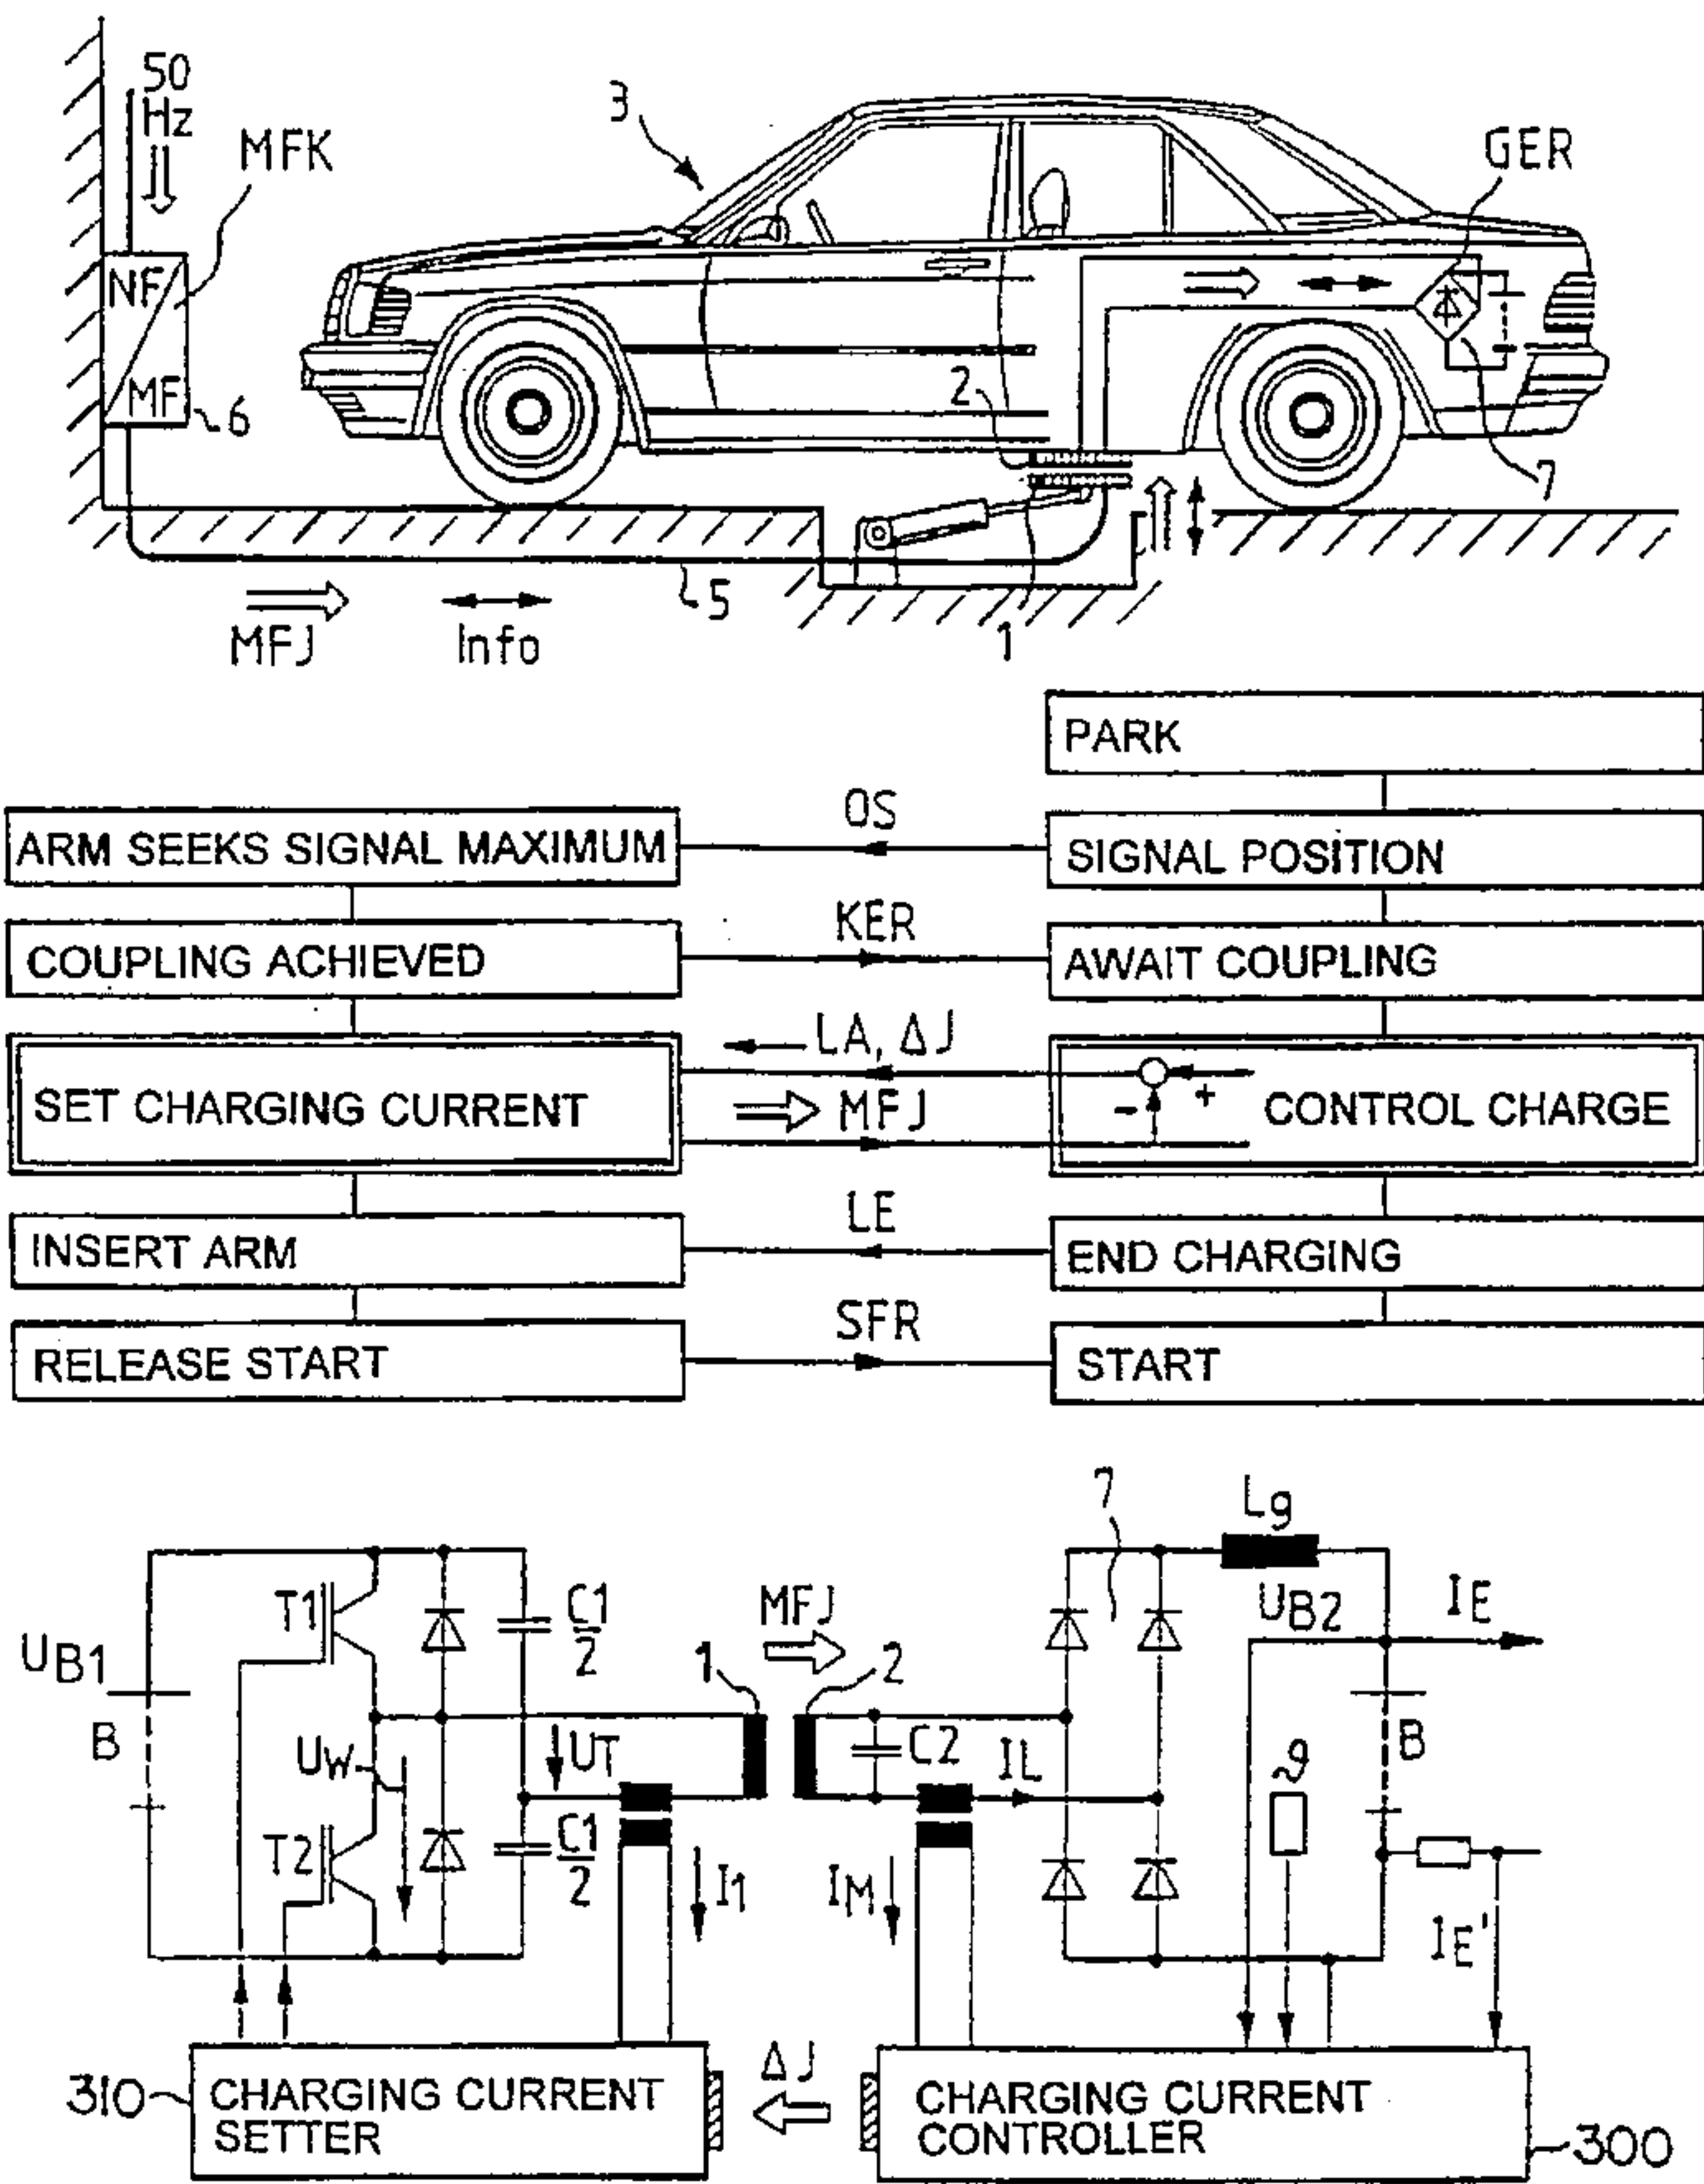 50
Hz
MFK
3
GER
NF
MF
6
2
7
5
1
MFJ
Info
PARK
OS
ARM SEEKS SIGNAL MAXIMUM
SIGNAL POSITION
KER
COUPLING ACHIEVED
AWAIT COUPLING
LA, ΔJ
SET CHARGING CURRENT
MFJ
- +
CONTROL CHARGE
LE
INSERT ARM
END CHARGING
SFR
RELEASE START
START
7
Lg
T1
C1
2
MFJ
UB2
IE
UB1
1
2
B
UW
UT
C2
IL
ϑ
B
T2
C1
2
I1
IM
IE'
ΔJ
310
CHARGING CURRENT
SETTER
CHARGING CURRENT
CONTROLLER
300